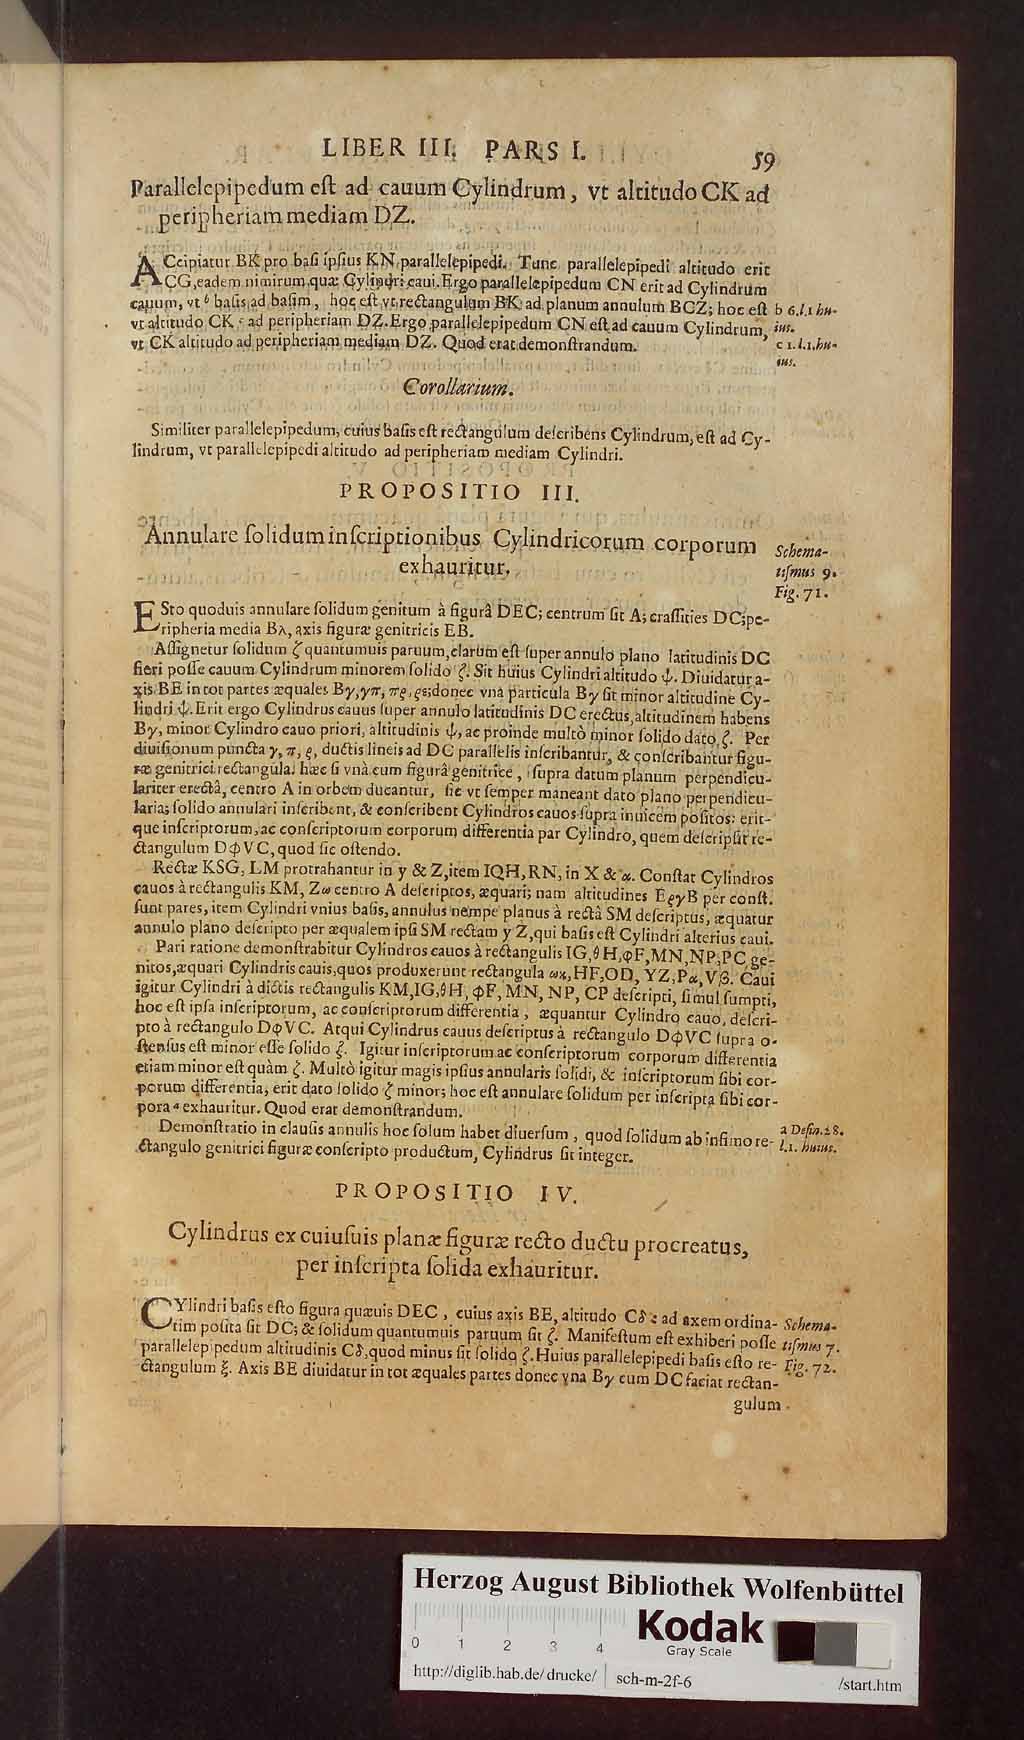 LIBER III. PARS I. 59
Parallelepipedum eſt ad cauum Cylindrum, vt altitudo CK ad
peripheriam mediam DZ.
ACcipiatur BK pro baſi ipſius KN parallelepipedi. Tunc parallelepipedi altitudo erit
CG, eadem nimirum quæ Cylindri caui. Ergo parallelepipedum CN erit ad Cylindrum
cauum, vt b baſis ad baſim, hoc eſt vt rectangulum BK ad planum annulum BCZ; hoc eſt
vt altitudo CK c ad peripheriam DZ. Ergo parallelepipedum CN eſt ad cauum Cylindrum,
vt CK altitudo ad peripheriam mediam DZ. Quod erat demonſtrandum.
b 6.l.1 hu-
ius.
c 1.l.1.hu-
ius.
Corollarium.
Similiter parallelepipedum, cuius baſis eſt rectangulum deſcribens Cylindrum, eſt ad Cy-
lindrum, vt parallelepipedi altitudo ad peripheriam mediam Cylindri.
PROPOSITIO III.
Annulare ſolidum inſcriptionibus Cylindricorum corporum
exhauritur.
Schema-
tiſmus 9.
Fig. 71.
ESto quoduis annulare ſolidum genitum à figurâ DEC; centrum ſit A; craſſities DC; pe-
ripheria media Bλ, axis figuræ genitricis EB.
Aſſignetur ſolidum ζ quantumuis paruum, clarum eſt ſuper annulo plano latitudinis DC
fieri poſſe cauum Cylindrum minorem ſolido ζ. Sit huius Cylindri altitudo ψ. Diuidatur a-
xis BE in tot partes æquales Bγ, γπ, πρ, ρε; donec vna particula Bγ ſit minor altitudine Cy-
lindri ψ. Erit ergo Cylindrus cauus ſuper annulo latitudinis DC erectus, altitudinem habens
Bγ, minor Cylindro cauo priori, altitudinis ψ, ac proinde multò minor ſolido dato ζ. Per
diuiſionum puncta γ, π, ρ, ductis lineis ad DC parallelis inſcribantur, & conſcribantur figu-
ræ genitrici rectangula: hæc ſi vnà cum figurâ genitrice, ſupra datum planum perpendicu-
lariter erectâ, centro A in orbem ducantur, ſic vt ſemper maneant dato plano perpendicu-
laria; ſolido annulari inſcribent, & conſcribent Cylindros cauos ſupra inuicem poſitos: erit-
que inſcriptorum, ac conſcriptorum corporum differentia par Cylindro, quem deſcripſit re-
ctangulum DΦVC, quod ſic oſtendo.
Rectæ KSG, LM protrahantur in y & Z, item IQH, RN, in X & α. Conſtat Cylindros
cauos à rectangulis KM, Zω centro A deſcriptos, æquari; nam altitudines EργB per conſt.
ſunt pares, item Cylindri vnius baſis, annulus nempe planus à rectâ SM deſcriptus, æquatur
annulo plano deſcripto per æqualem ipſi SM rectam y Z, qui baſis eſt Cylindri alterius caui.
Pari ratione demonſtrabitur Cylindros cauos à rectangulis IG, θH, ΦF, MN, NP, PC ge-
nitos, æquari Cylindris cauis, quos produxerunt rectangula ωx, HF, OD, YZ, Pα, Vβ. Caui
igitur Cylindri à dictis rectangulis KM, IG, θH, ΦF, MN, NP, CP deſcripti, ſimul ſumpti,
hoc eſt ipſa inſcriptorum, ac conſcriptorum differentia, æquantur Cylindro cauo, deſcri-
pto à rectangulo DΦVC. Atqui Cylindrus cauus deſcriptus à rectangulo DΦVC ſupra o-
ſtenſus eſt minor eſſe ſolido ζ. Igitur inſcriptorum ac conſcriptorum corporum differentia
etiam minor eſt quàm ζ. Multò igitur magis ipſius annularis ſolidi, & inſcriptorum ſibi cor-
porum differentia, erit dato ſolido ζ minor; hoc eſt annulare ſolidum per inſcripta ſibi cor-
pora a exhauritur. Quod erat demonſtrandum.
Demonſtratio in clauſis annulis hoc ſolum habet diuerſum, quod ſolidum ab infimo re-
ctangulo genitrici figuræ conſcripto productum, Cylindrus ſit integer.
a Defin.28.
l.1. huius.
PROPOSITIO IV.
Cylindrus ex cuiuſuis planæ figuræ recto ductu procreatus,
per inſcripta ſolida exhauritur.
CYlindri baſis eſto figura quæuis DEC, cuius axis BE, altitudo Cδ: ad axem ordina-
tim poſita ſit DC; & ſolidum quantumuis paruum ſit ζ. Manifeſtum eſt exhiberi poſſe
parallelepipedum altitudinis Cδ, quod minus ſit ſolido ζ. Huius parallelepipedi baſis eſto re-
ctangulum ξ. Axis BE diuidatur in tot æquales partes donec vna Bγ cum DC faciat rectan-
gulum
Schema-
tiſmus 7.
Fig. 72.
Herzog August Bibliothek Wolfenbüttel
0 1 2 3 4
Kodak
Gray Scale
http://diglib.hab.de/drucke/ sch-m-2f-6 /start.htm